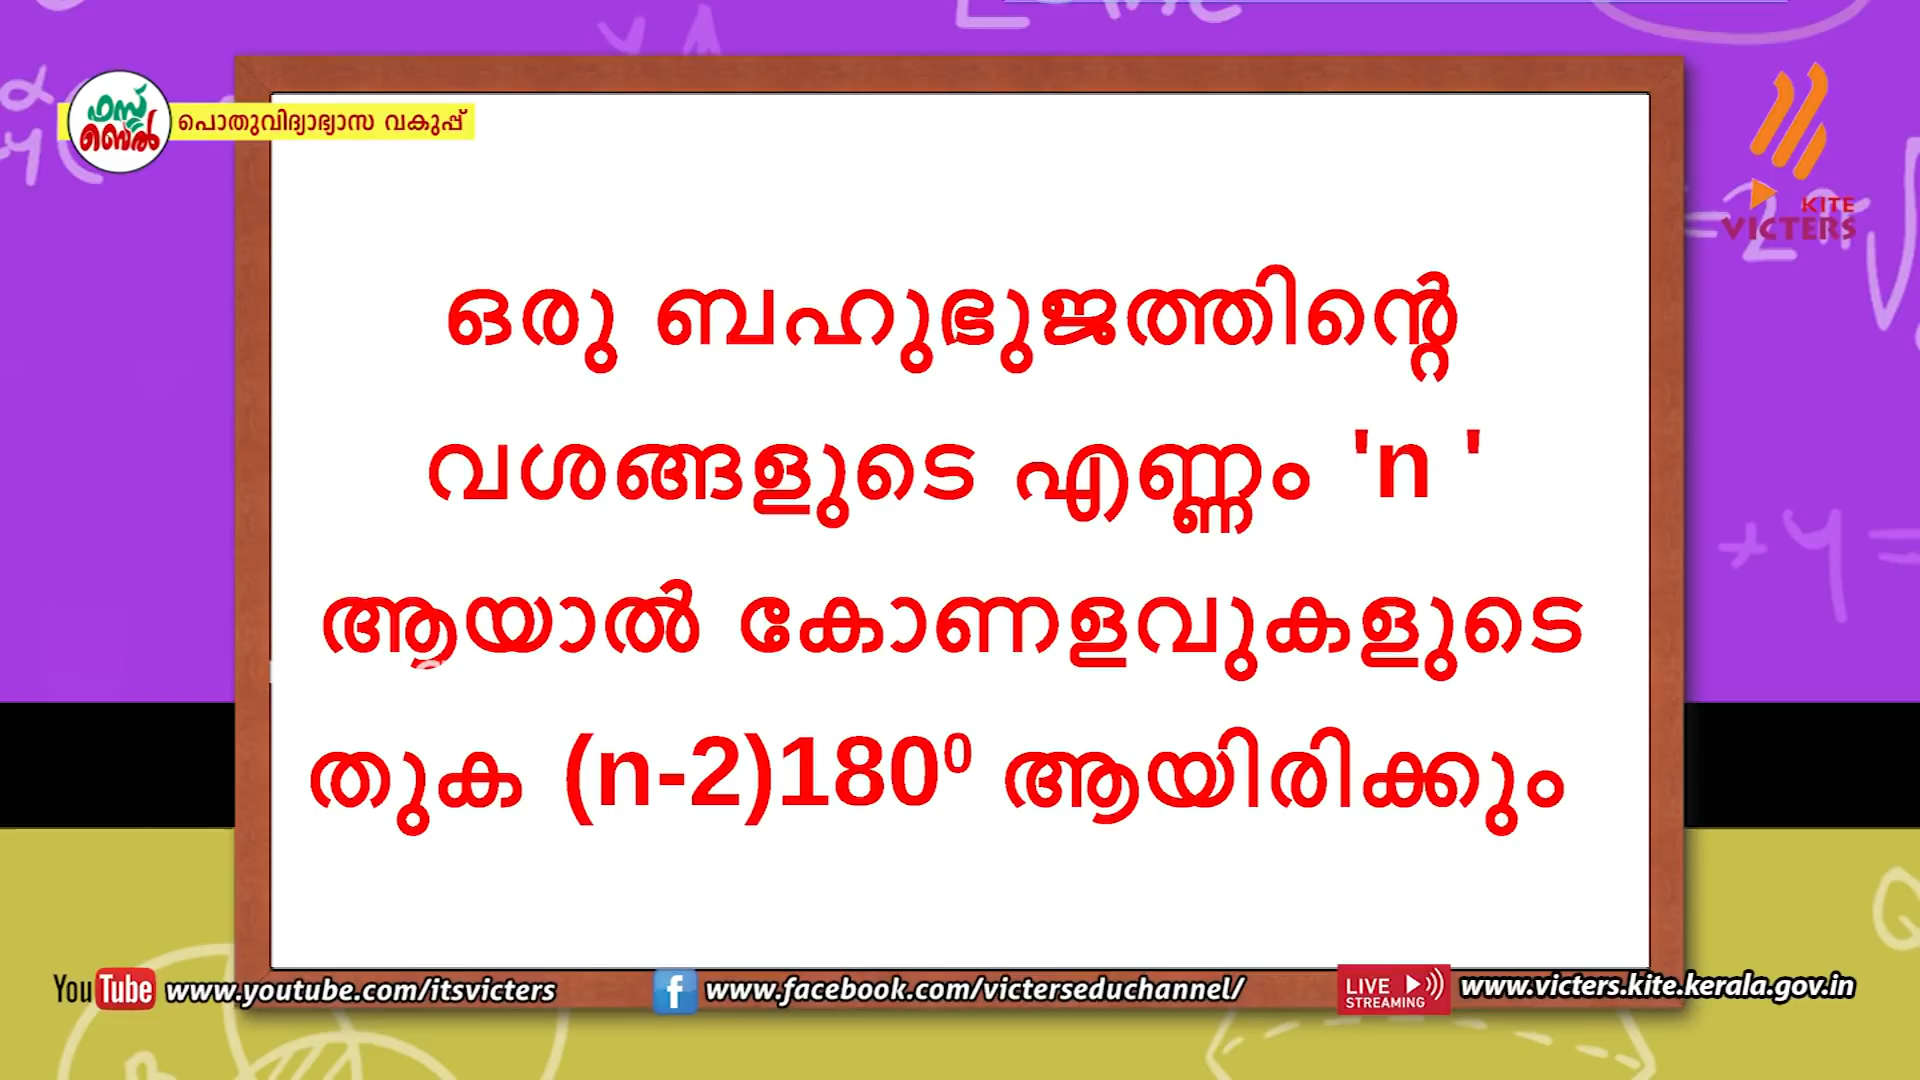 ഫസ്റ്റ് ബെൽ
പൊതുവിദ്യാഭ്യാസ വകുപ്പ്
KITE
VICTERS
ഒരു ബഹുഭുജത്തിന്റെ
വശങ്ങളുടെ എണ്ണം 'n '
ആയാൽ കോണളവുകളുടെ
തുക (n-2)180⁰ ആയിരിക്കും
YouTube www.youtube.com/itsvicters
f www.facebook.com/victerseduchannel/
LIVE STREAMING www.victers.kite.kerala.gov.in